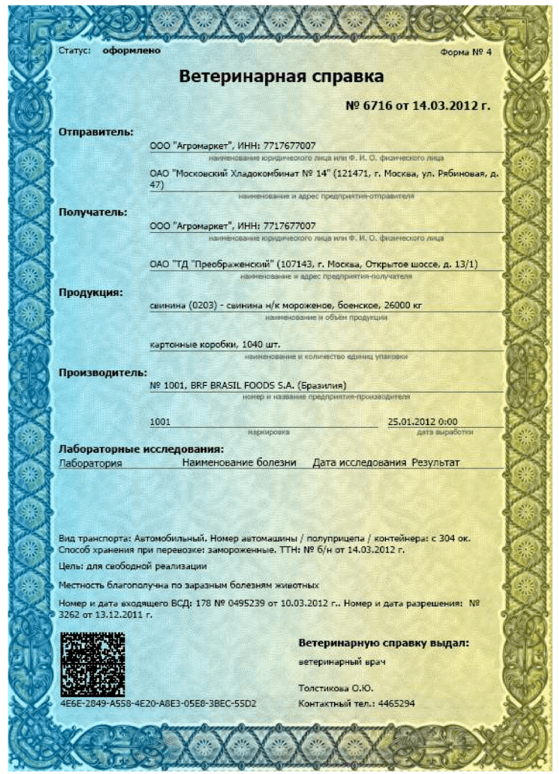 Статус: оформлено
Форма № 4
Ветеринарная справка
№ 6716 от 14.03.2012 г.
Отправитель:
ООО "Агромаркет", ИНН: 7717677007
наименование юридического лица или Ф. И. О. физического лица
ОАО "Московский Хладокомбинат № 14" (121471, г. Москва, ул. Рябиновая, д.
47)
наименование и адрес предприятия-отправителя
Получатель:
ООО "Агромаркет", ИНН: 7717677007
наименование юридического лица или Ф. И. О. физического лица
ОАО "ТД "Преображенский" (107143, г. Москва, Открытое шоссе, д. 13/1)
наименование и адрес предприятия-получателя
Продукция:
свинина (0203) - свинина н/к мороженое, боенское, 26000 кг
наименование и объём продукции
картонные коробки, 1040 шт.
наименование и количество единиц упаковки
Производитель:
№ 1001, BRF BRASIL FOODS S.A. (Бразилия)
номер и название предприятия-производителя
1001 25.01.2012 0:00
маркировка дата выработки
Лабораторные исследования:
Лаборатория Наименование болезни Дата исследования Результат
Вид транспорта: Автомобильный. Номер автомашины / полуприцепа / контейнера: с 304 ок.
Способ хранения при перевозке: замороженные. ТТН: № б/н от 14.03.2012 г.
Цель: для свободной реализации
Местность благополучна по заразным болезням животных
Номер и дата входящего ВСД: 178 № 0495239 от 10.03.2012 г.. Номер и дата разрешения: №
3262 от 13.12.2011 г.
Ветеринарную справку выдал:
ветеринарный врач
Толстикова О.Ю.
4E6E-2849-A558-4E20-A8E3-05E8-3BEC-55D2 Контактный тел.: 4465294